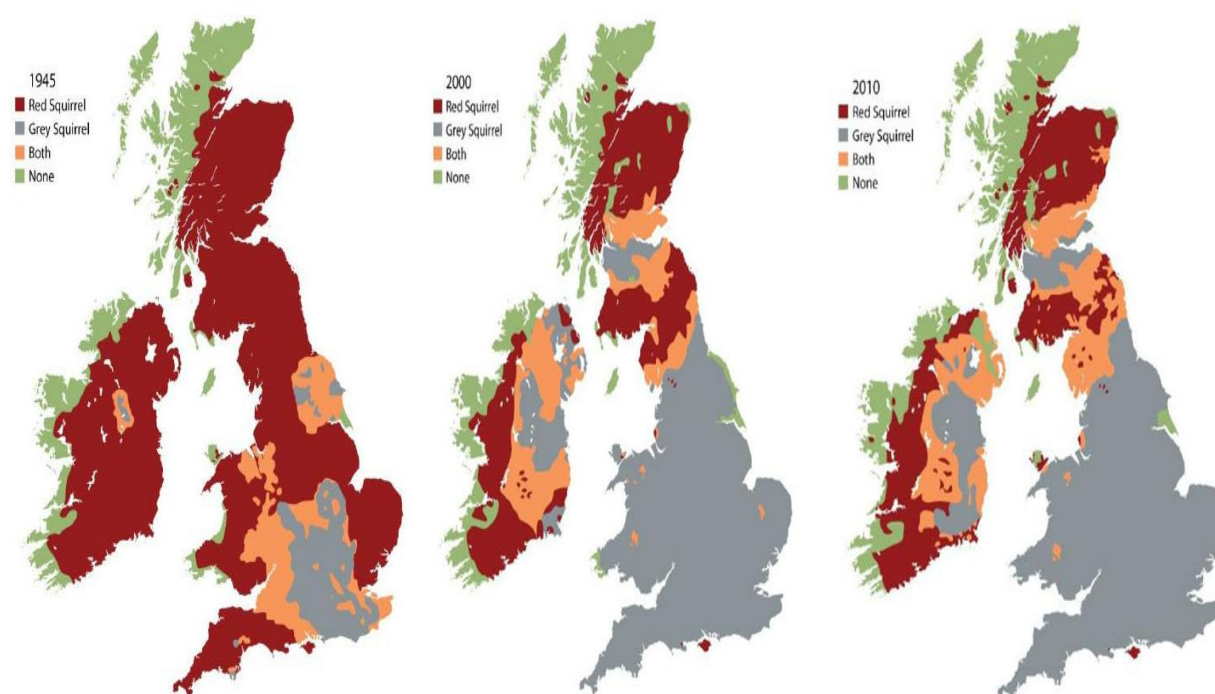 1945
Red Squirrel
Grey Squirrel
Both
None
2000
Red Squirrel
Grey Squirrel
Both
None
2010
Red Squirrel
Grey Squirrel
Both
None